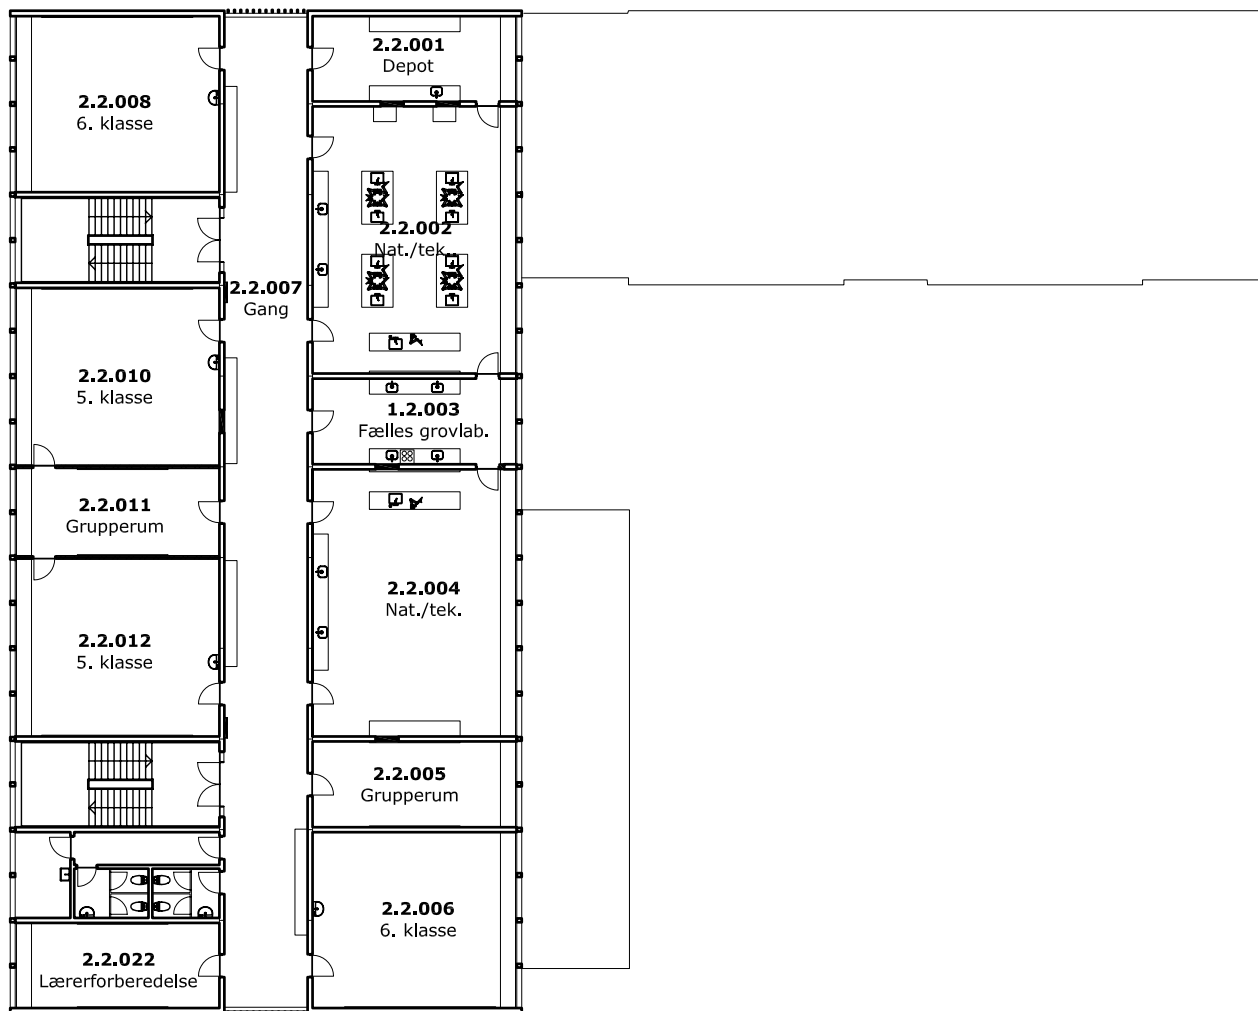 2.2.001
Depot
2.2.008
6. klasse
2.2.002
Nat./tek.
2.2.007
Gang
2.2.010
5. klasse
1.2.003
Fælles grovlab.
2.2.011
Grupperum
2.2.004
Nat./tek.
2.2.012
5. klasse
2.2.005
Grupperum
2.2.006
6. klasse
2.2.022
Lærerforberedelse